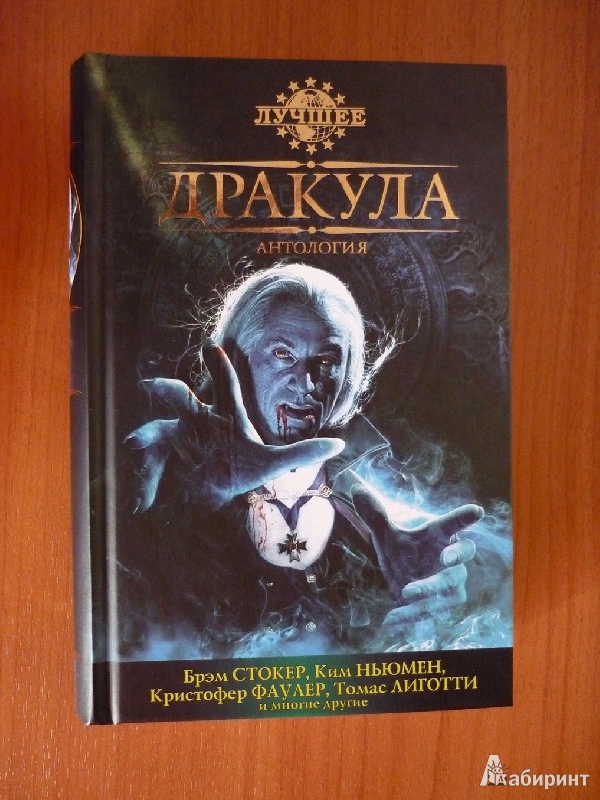 ЛУЧШЕЕ
ДРАКУЛА
АНТОЛОГИЯ
Брэм СТОКЕР, Ким НЬЮМЕН,
Кристофер ФАУЛЕР, Томас ЛИГОТТИ
и многие другие
Лабиринт